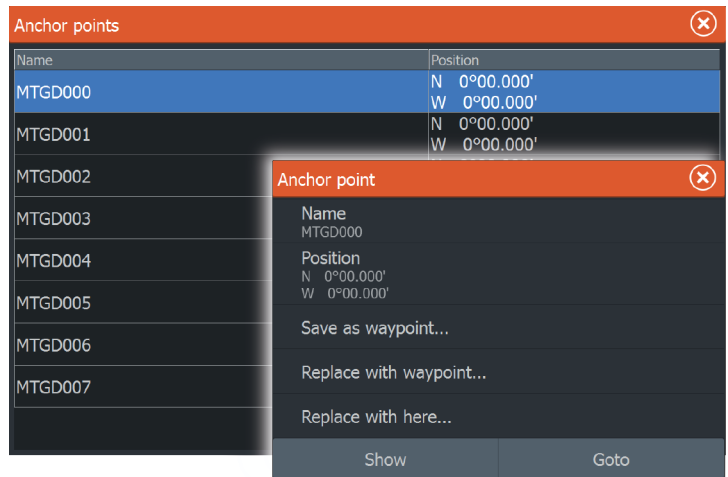 Anchor points
Name Position
MTGD000 N 0°00.000'
W 0°00.000'
MTGD001 N 0°00.000'
W 0°00.000'
MTGD002
MTGD003
MTGD004
MTGD005
MTGD006
MTGD007
Anchor point
Name
MTGD000
Position
N 0°00.000'
W 0°00.000'
Save as waypoint...
Replace with waypoint...
Replace with here...
Show Goto